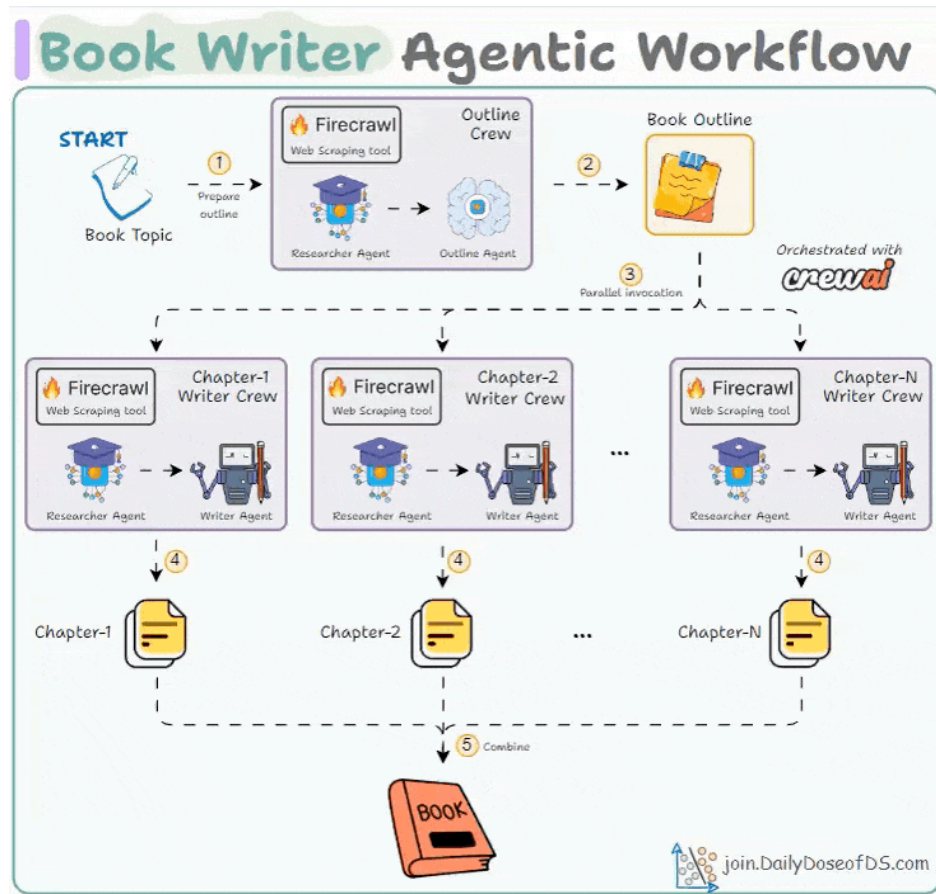 Book Writer Agentic Workflow
START
Book Topic
1
Prepare
outline
Firecrawl
Web Scraping tool
Outline
Crew
Researcher Agent
Outline Agent
2
Book Outline
Orchestrated with
crewai
3
Parallel invocation
Firecrawl
Web Scraping tool
Chapter-1
Writer Crew
Researcher Agent
Writer Agent
Firecrawl
Web Scraping tool
Chapter-2
Writer Crew
Researcher Agent
Writer Agent
...
Firecrawl
Web Scraping tool
Chapter-N
Writer Crew
Researcher Agent
Writer Agent
4
4
4
Chapter-1
Chapter-2
...
Chapter-N
5
Combine
BOOK
join.DailyDoseofDS.com